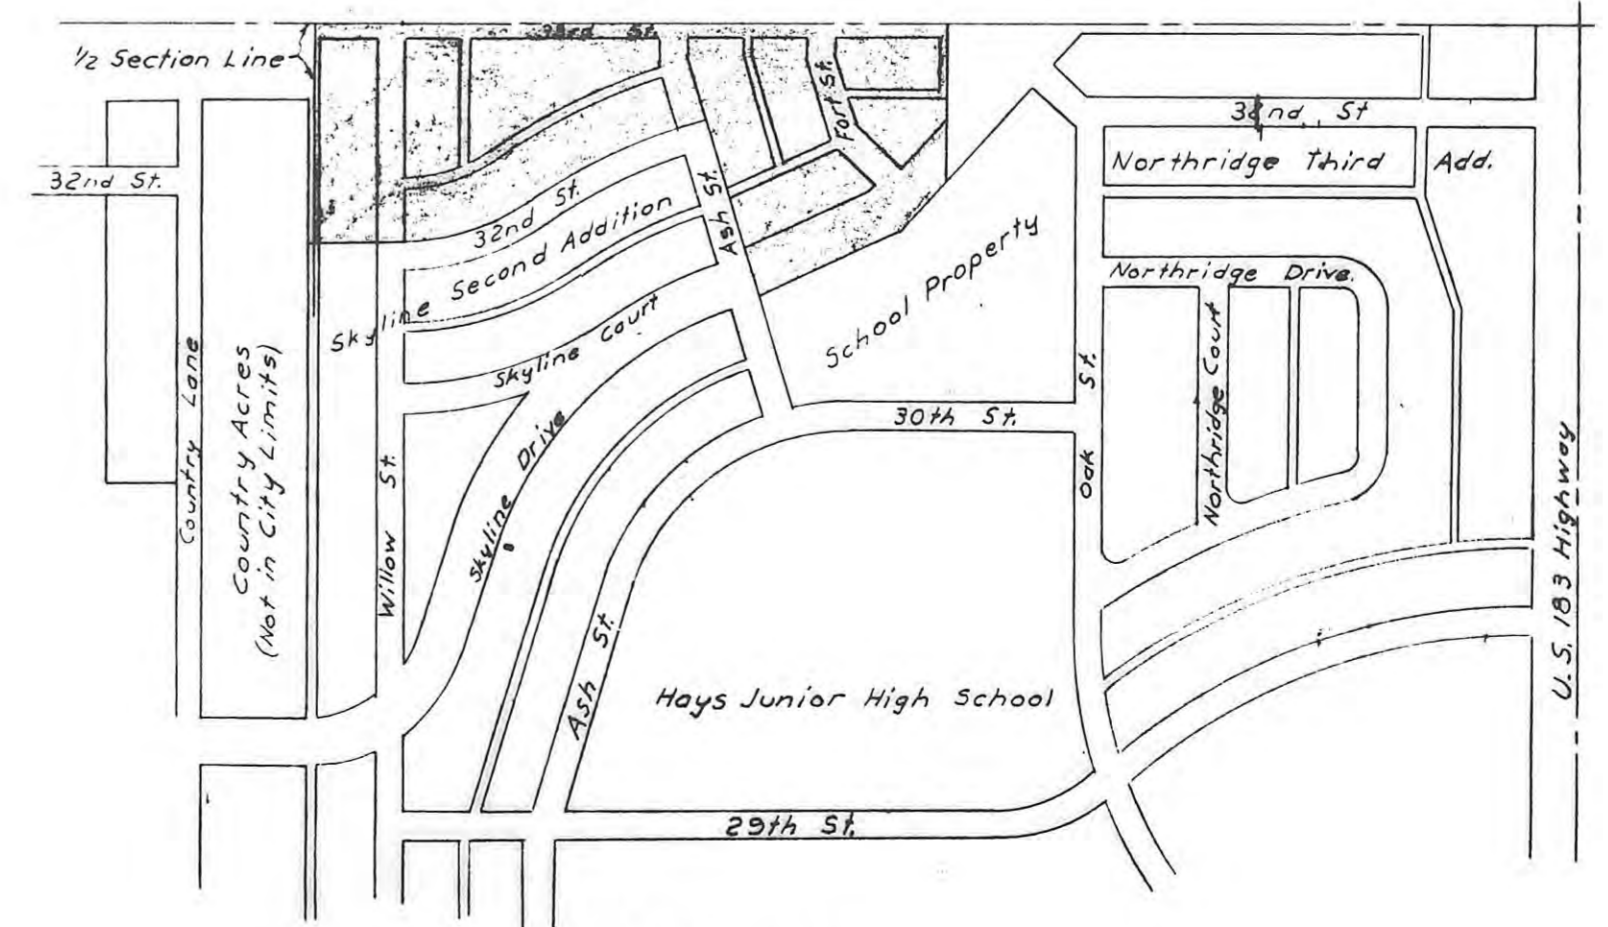 33rd St.
1/2 Section Line
Fort St.
32nd St
Northridge Third Add.
32nd St.
32nd St.
Ash St.
Skyline Second Addition
School Property
Northridge Drive.
Skyline Court
Northridge Court
Country Lane
Country Acres
(Not in City Limits)
Willow St.
Skyline Drive
30th St.
Oak St.
U.S. 183 Highway
Ash St.
Hays Junior High School
29th St.